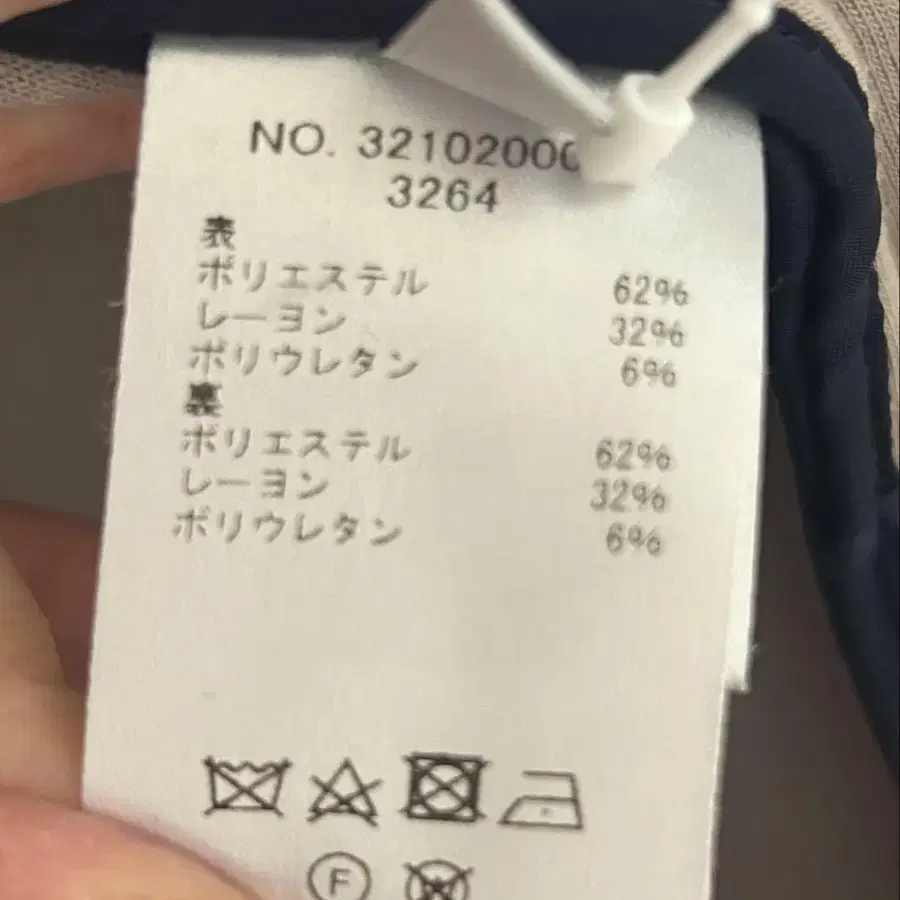 NO. 32102000
3264
表
ポリエステル 62%
レーヨン 32%
ポリウレタン 6%
裏
ポリエステル 62%
レーヨン 32%
ポリウレタン 6%
F